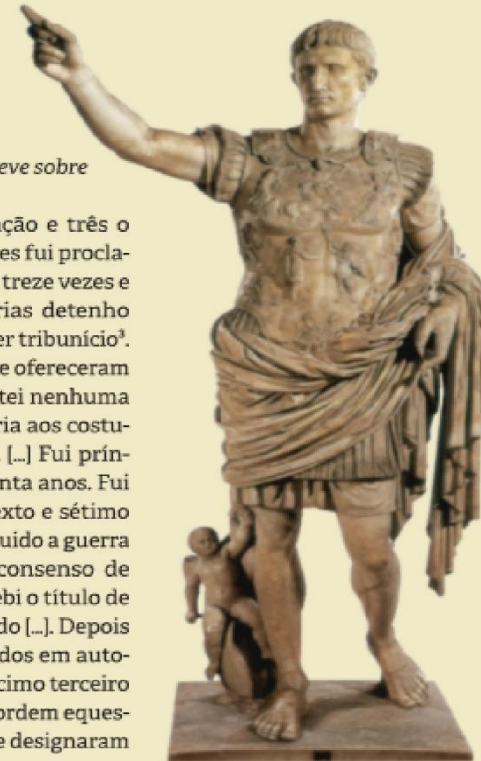 eve sobre
ção e três o
es fui procla-
treze vezes e
rias detenho
er tribunício³.
e ofereceram
tei nenhuma
ria aos costu-
. [...] Fui prín-
nta anos. Fui
exto e sétimo
uido a guerra
consenso de
ebi o título de
do [...]. Depois
dos em auto-
cimo terceiro
ordem eques-
e designaram